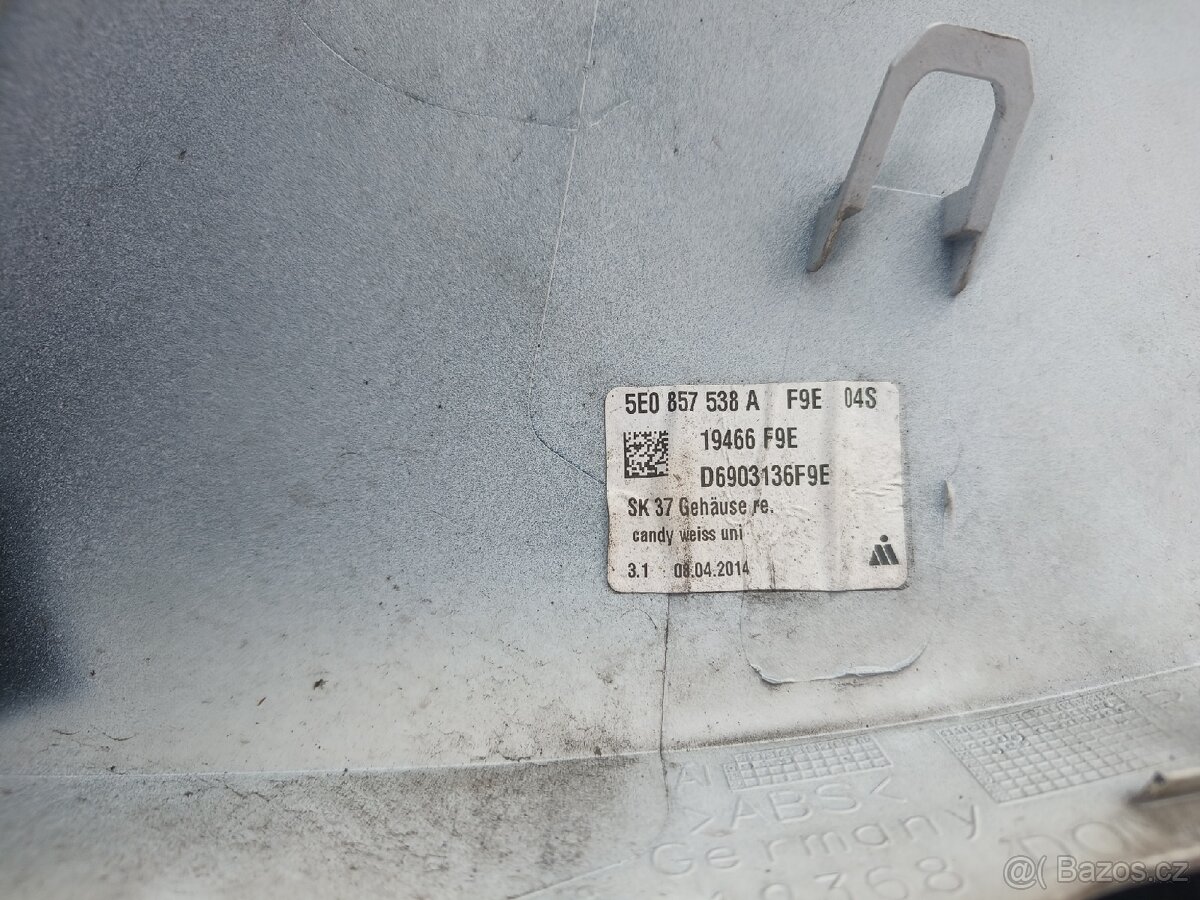 5E0 857 538 A F9E 04S
19466 F9E
D6903136F9E
SK 37 Gehäuse re.
candy weiss uni
3.1 08.04.2014
>ABS<
Germany
@( Bazos.cz